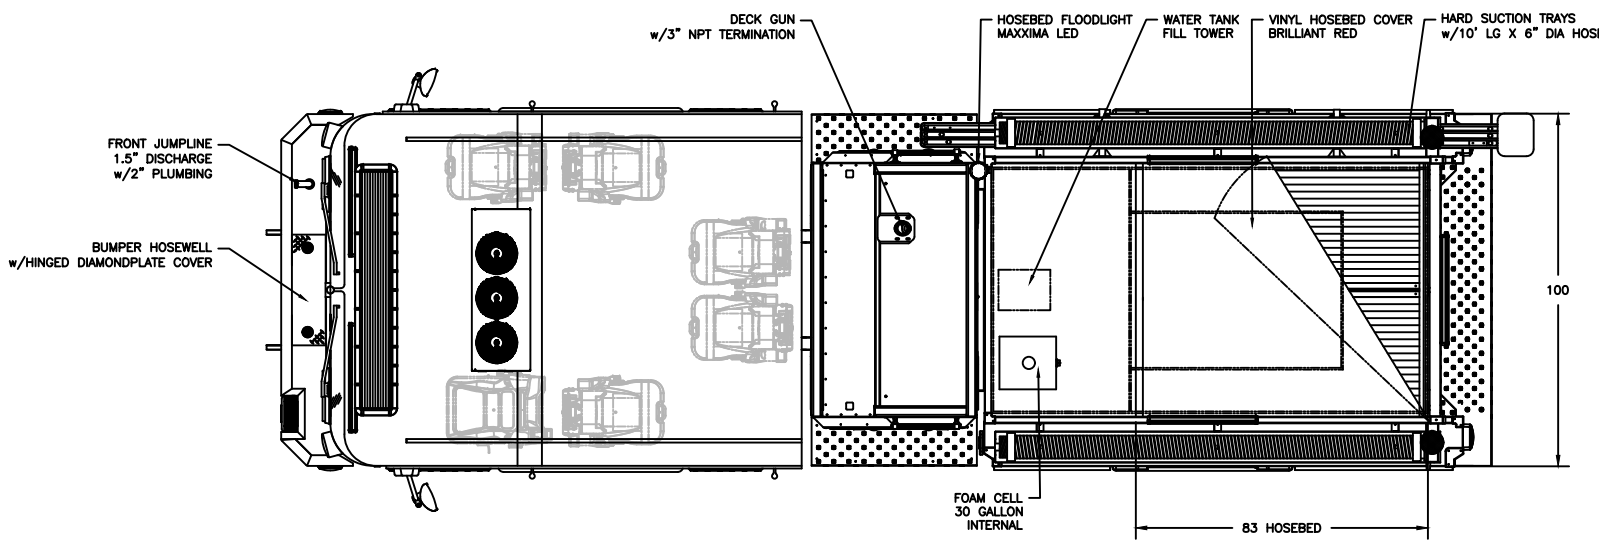 DECK GUN
w/3" NPT TERMINATION
HOSEBED FLOODLIGHT
MAXXIMA LED
WATER TANK
FILL TOWER
VINYL HOSEBED COVER
BRILLIANT RED
HARD SUCTION TRAYS
w/10' LG X 6" DIA HOSE
FRONT JUMPLINE
1.5" DISCHARGE
w/2" PLUMBING
BUMPER HOSEWELL
w/HINGED DIAMONDPLATE COVER
C
C
C
100
FOAM CELL
30 GALLON
INTERNAL
83 HOSEBED